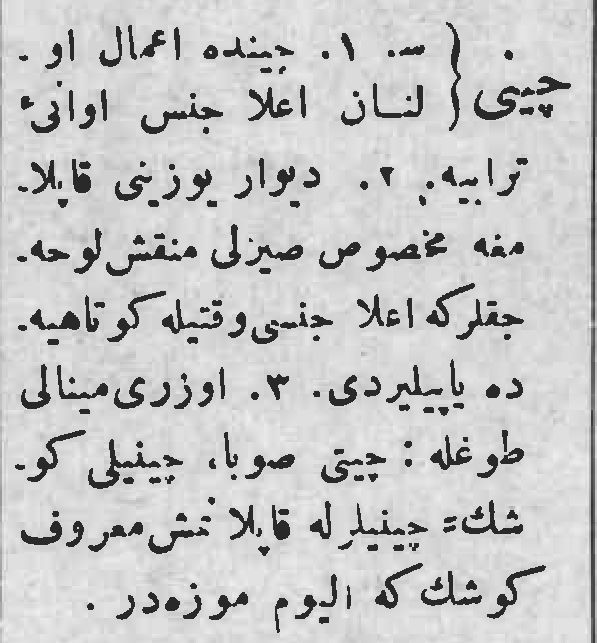 چینی } س. ۱. چینده اعمال او-
لنـان اعلا جنس اوانیٔ
ترابیه. ۲. دیوار یوزینی قاپلا-
مغه مخصوص صیرلی منقش لوحه-
جقلرکه اعلا جنسی وقتیله کوتاهیه-
ده یاپیلیردی. ۳. اوزری مینالی
طوغله : چینی صوبا، چینیلی کو-
شك = چینیلرله قاپلانمش معروف
کوشك که الیوم موزه‌در .